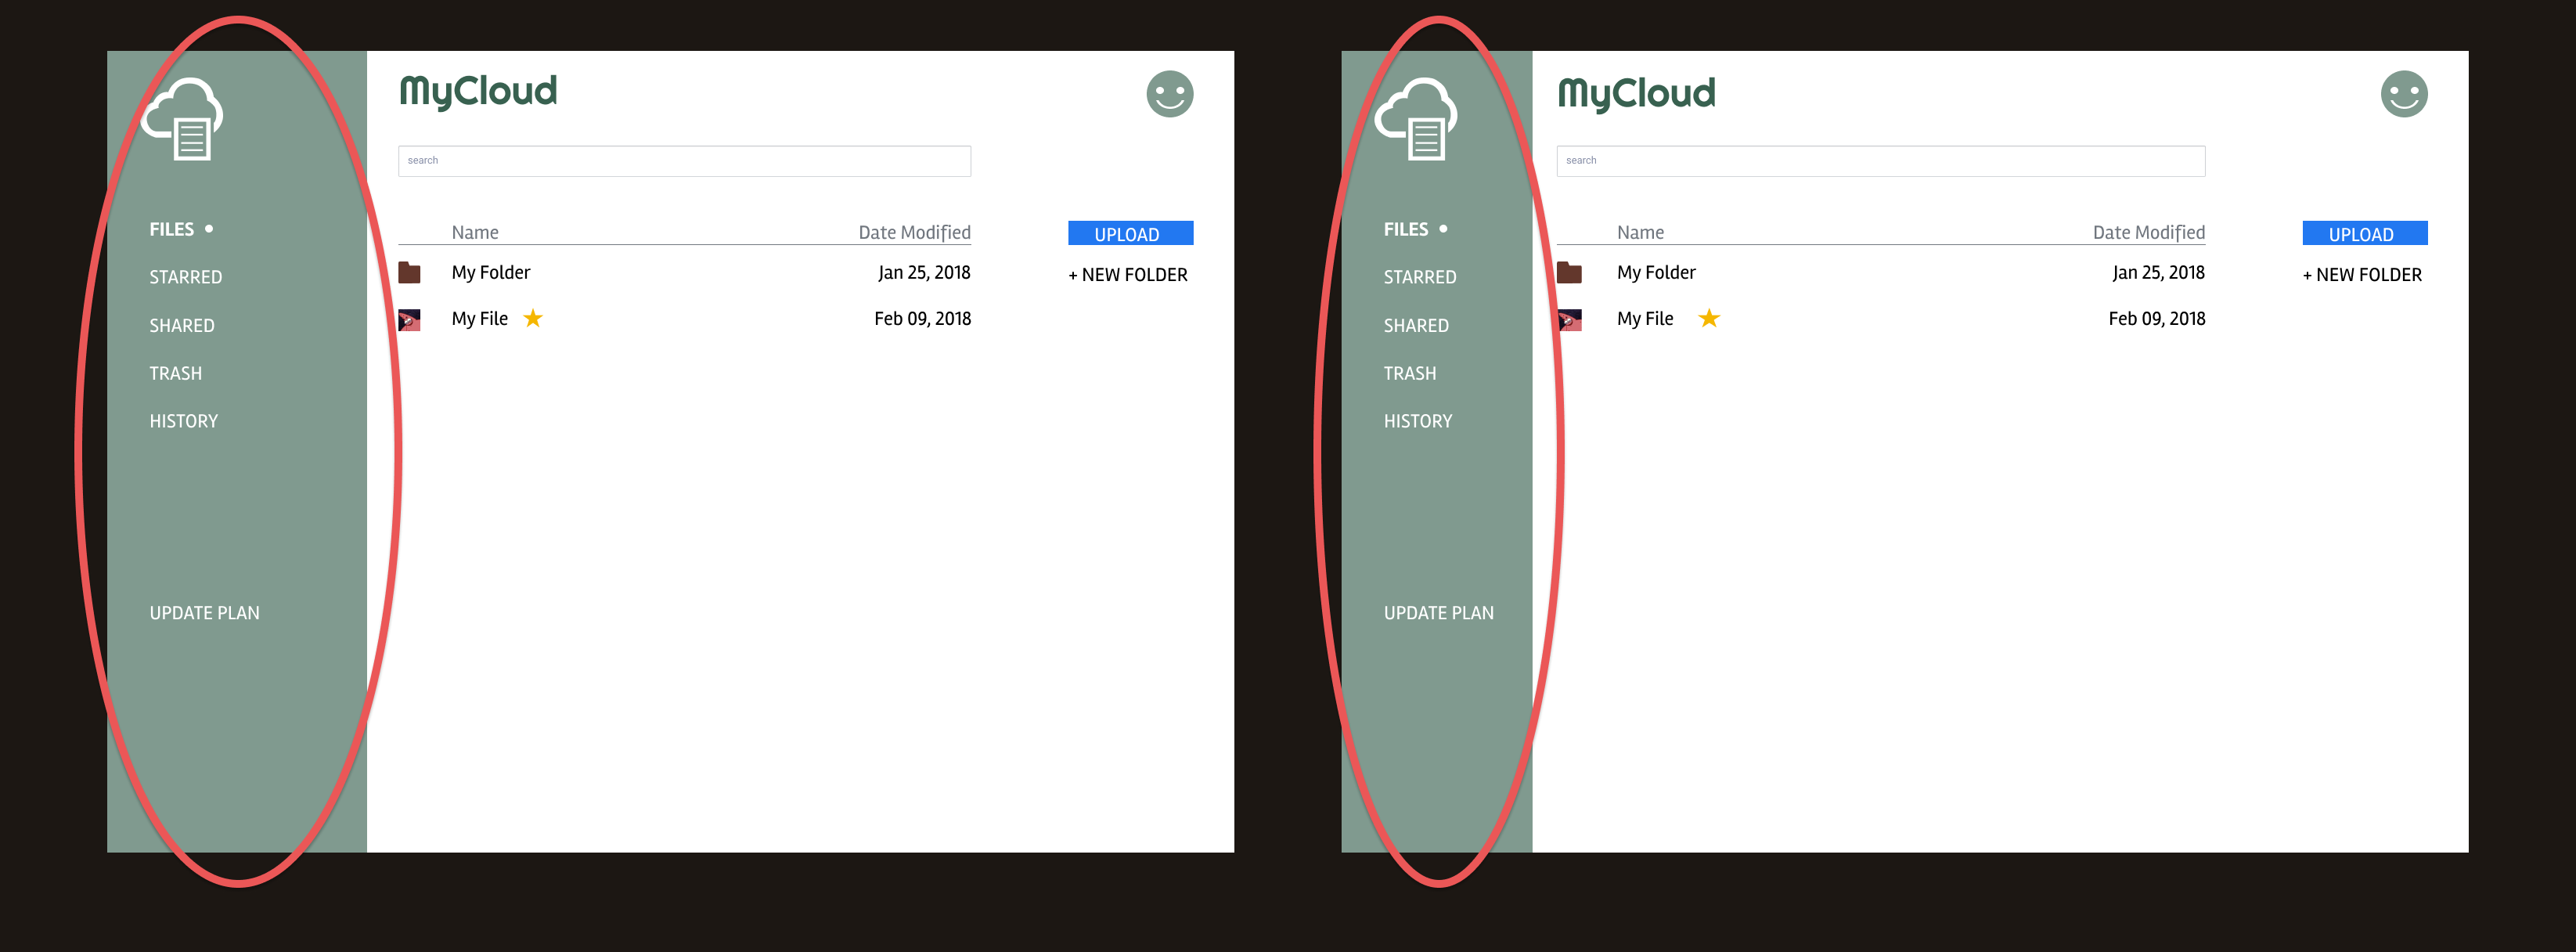 MyCloud
search
FILES
STARRED
SHARED
TRASH
HISTORY
UPDATE PLAN
Name Date Modified
My Folder Jan 25, 2018
My File Feb 09, 2018
UPLOAD
+ NEW FOLDER
MyCloud
search
FILES
STARRED
SHARED
TRASH
HISTORY
UPDATE PLAN
Name Date Modified
My Folder Jan 25, 2018
My File Feb 09, 2018
UPLOAD
+ NEW FOLDER